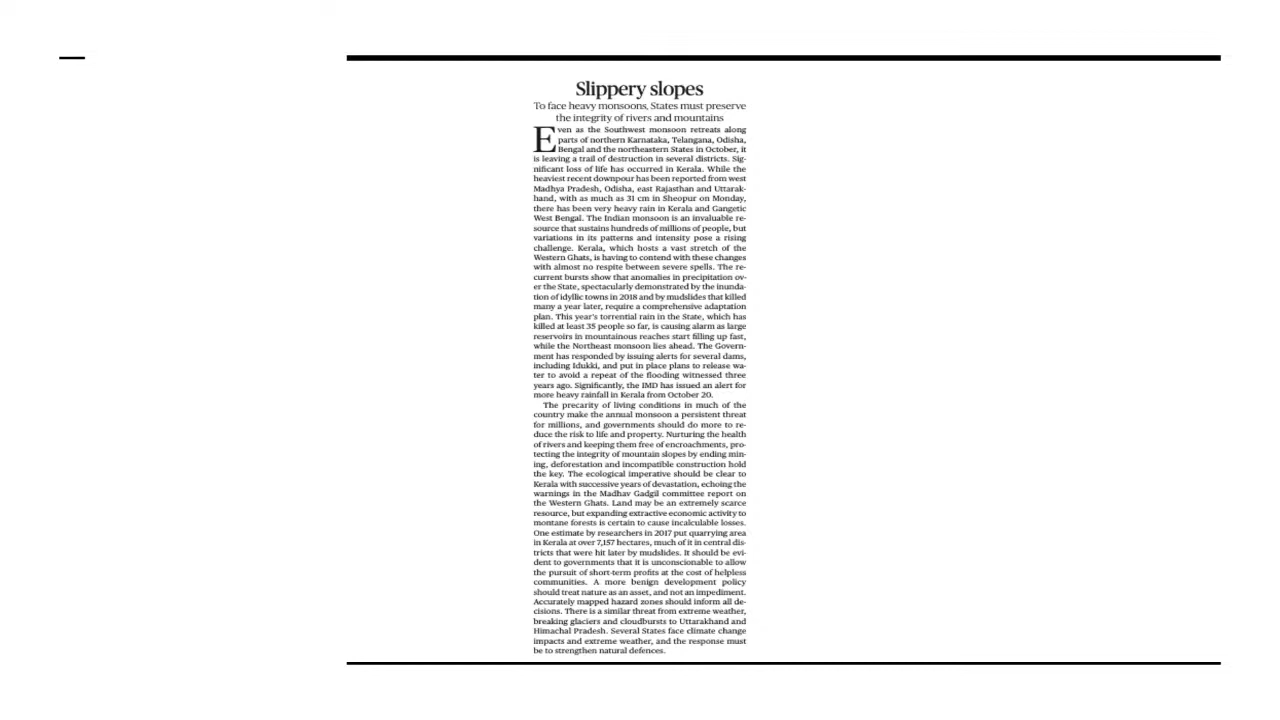 Slippery slopes
To face heavy monsoons, States must preserve
the integrity of rivers and mountains
Even as the Southwest monsoon retreats along
parts of northern Karnataka, Telangana, Odisha,
Bengal and the northeastern States in October, it
is leaving a trail of destruction in several districts. Sig-
nificant loss of life has occurred in Kerala. While the
heaviest recent downpour has been reported from west
Madhya Pradesh, Odisha, east Rajasthan and Uttarak-
hand, with as much as 31 cm in Sheopur on Monday,
there has been very heavy rain in Kerala and Gangetic
West Bengal. The Indian monsoon is an invaluable re-
source that sustains hundreds of millions of people, but
variations in its patterns and intensity pose a rising
challenge. Kerala, which hosts a vast stretch of the
Western Ghats, is having to contend with these changes
with almost no respite between severe spells. The re-
current bursts show that anomalies in precipitation ov-
er the State, spectacularly demonstrated by the inunda-
tion of idyllic towns in 2018 and by mudslides that killed
many a year later, require a comprehensive adaptation
plan. This year's torrential rain in the State, which has
killed at least 35 people so far, is causing alarm as large
reservoirs in mountainous reaches start filling up fast,
while the Northeast monsoon lies ahead. The Govern-
ment has responded by issuing alerts for several dams,
including Idukki, and put in place plans to release wa-
ter to avoid a repeat of the flooding witnessed three
years ago. Significantly, the IMD has issued an alert for
more heavy rainfall in Kerala from October 20.
The precarity of living conditions in much of the
country make the annual monsoon a persistent threat
for millions, and governments should do more to re-
duce the risk to life and property. Nurturing the health
of rivers and keeping them free of encroachments, pro-
tecting the integrity of mountain slopes by ending min-
ing, deforestation and incompatible construction hold
the key. The ecological imperative should be clear to
Kerala with successive years of devastation, echoing the
warnings in the Madhav Gadgil committee report on
the Western Ghats. Land may be an extremely scarce
resource, but expanding extractive economic activity to
montane forests is certain to cause incalculable losses.
One estimate by researchers in 2017 put quarrying area
in Kerala at over 7,157 hectares, much of it in central dis-
tricts that were hit later by mudslides. It should be evi-
dent to governments that it is unconscionable to allow
the pursuit of short-term profits at the cost of helpless
communities. A more benign development policy
should treat nature as an asset, and not an impediment.
Accurately mapped hazard zones should inform all de-
cisions. There is a similar threat from extreme weather,
breaking glaciers and cloudbursts to Uttarakhand and
Himachal Pradesh. Several States face climate change
impacts and extreme weather, and the response must
be to strengthen natural defences.